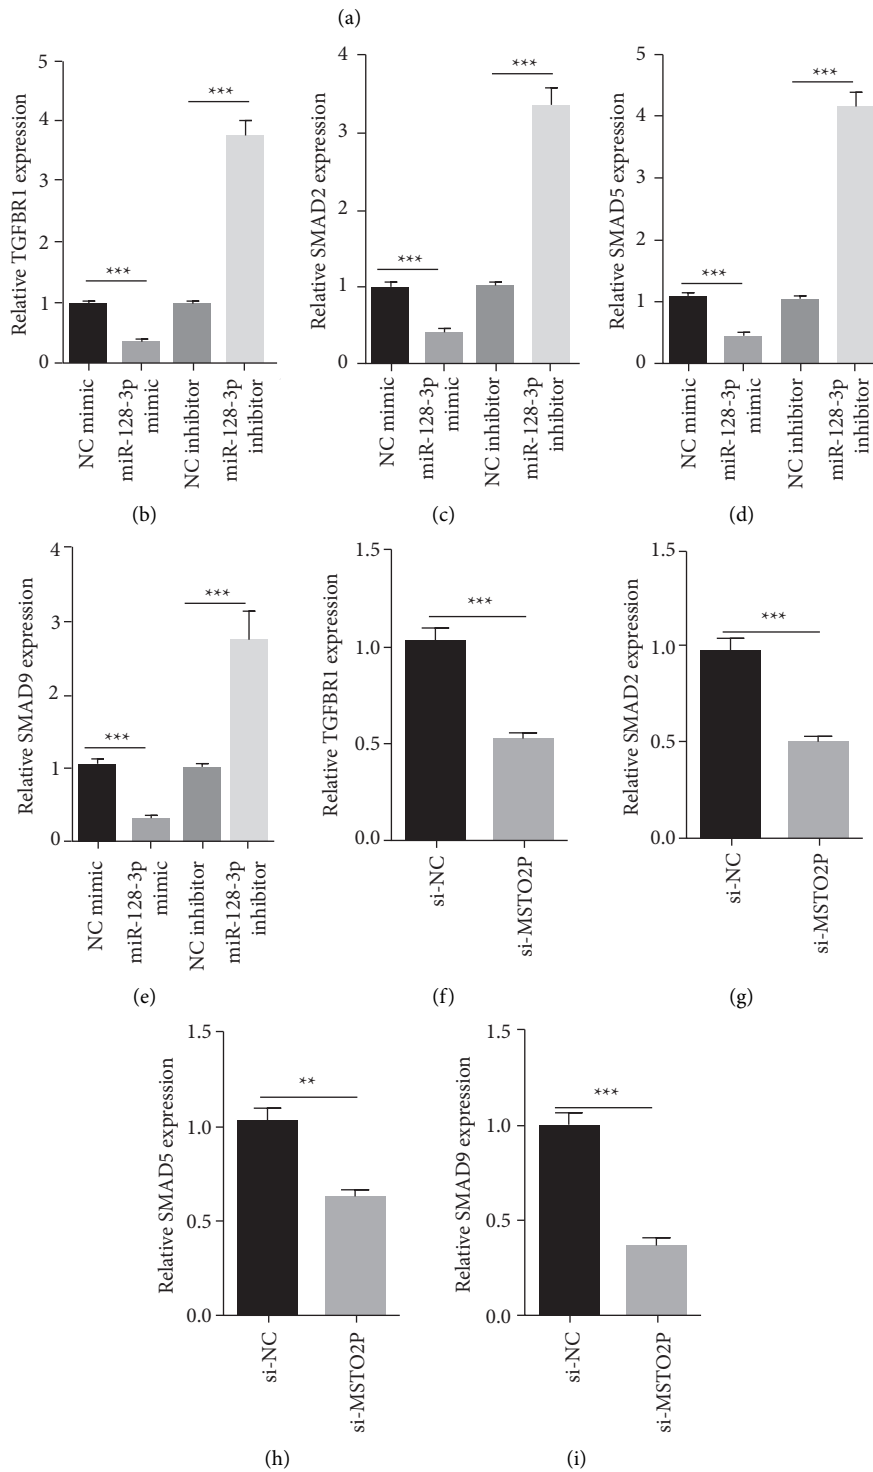 (a)
Relative TGFBR1 expression
5
4
3
2
1
0
***
***
NC mimic
miR-128-3p
mimic
NC inhibitor
miR-128-3p
inhibitor
(b)
Relative SMAD2 expression
4
3
2
1
0
***
***
NC mimic
miR-128-3p
mimic
NC inhibitor
miR-128-3p
inhibitor
(c)
Relative SMAD5 expression
5
4
3
2
1
0
***
***
NC mimic
miR-128-3p
mimic
NC inhibitor
miR-128-3p
inhibitor
(d)
Relative SMAD9 expression
4
3
2
1
0
***
***
NC mimic
miR-128-3p
mimic
NC inhibitor
miR-128-3p
inhibitor
(e)
Relative TGFBR1 expression
1.5
1.0
0.5
0.0
***
si-NC
si-MSTO2P
(f)
Relative SMAD2 expression
1.5
1.0
0.5
0.0
***
si-NC
si-MSTO2P
(g)
Relative SMAD5 expression
1.5
1.0
0.5
0.0
**
si-NC
si-MSTO2P
(h)
Relative SMAD9 expression
1.5
1.0
0.5
0.0
***
si-NC
si-MSTO2P
(i)